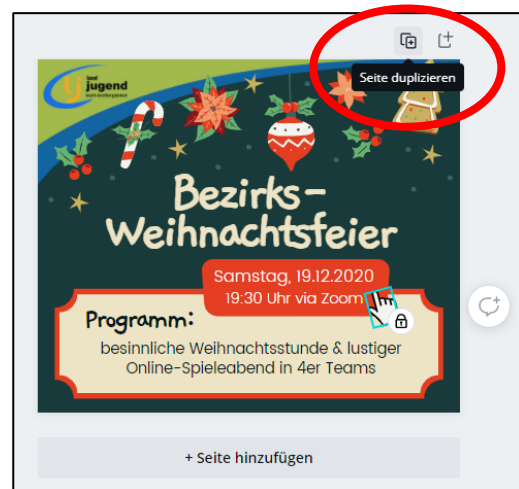 Seite duplizieren
land
jugend
Bezirks-
Weihnachtsfeier
Samstag, 19.12.2020
19:30 Uhr via Zoom
Programm:
besinnliche Weihnachtsstunde & lustiger
Online-Spieleabend in 4er Teams
+ Seite hinzufügen